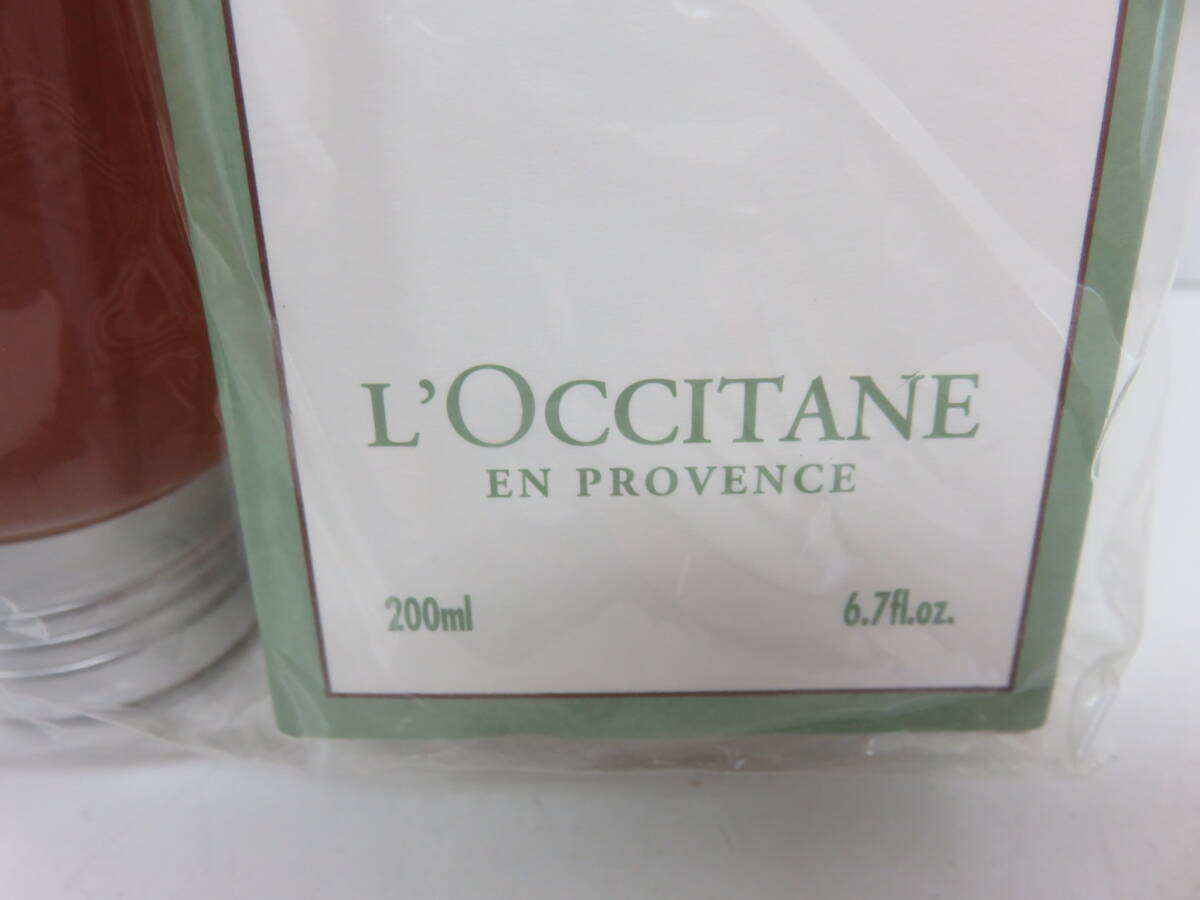 L'OCCITANE
EN PROVENCE
200ml 6.7fl.oz.